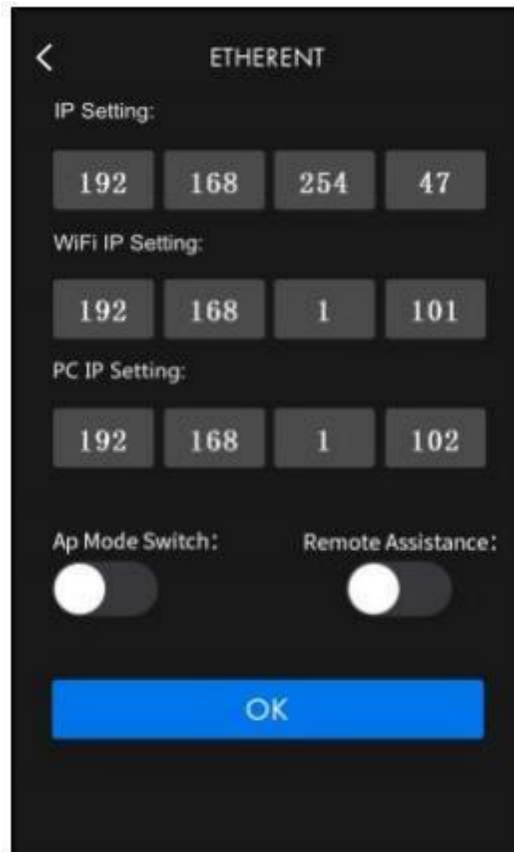 ETHERENT
IP Setting:
192 168 254 47
WiFi IP Setting:
192 168 1 101
PC IP Setting:
192 168 1 102
Ap Mode Switch: Remote Assistance:
OK